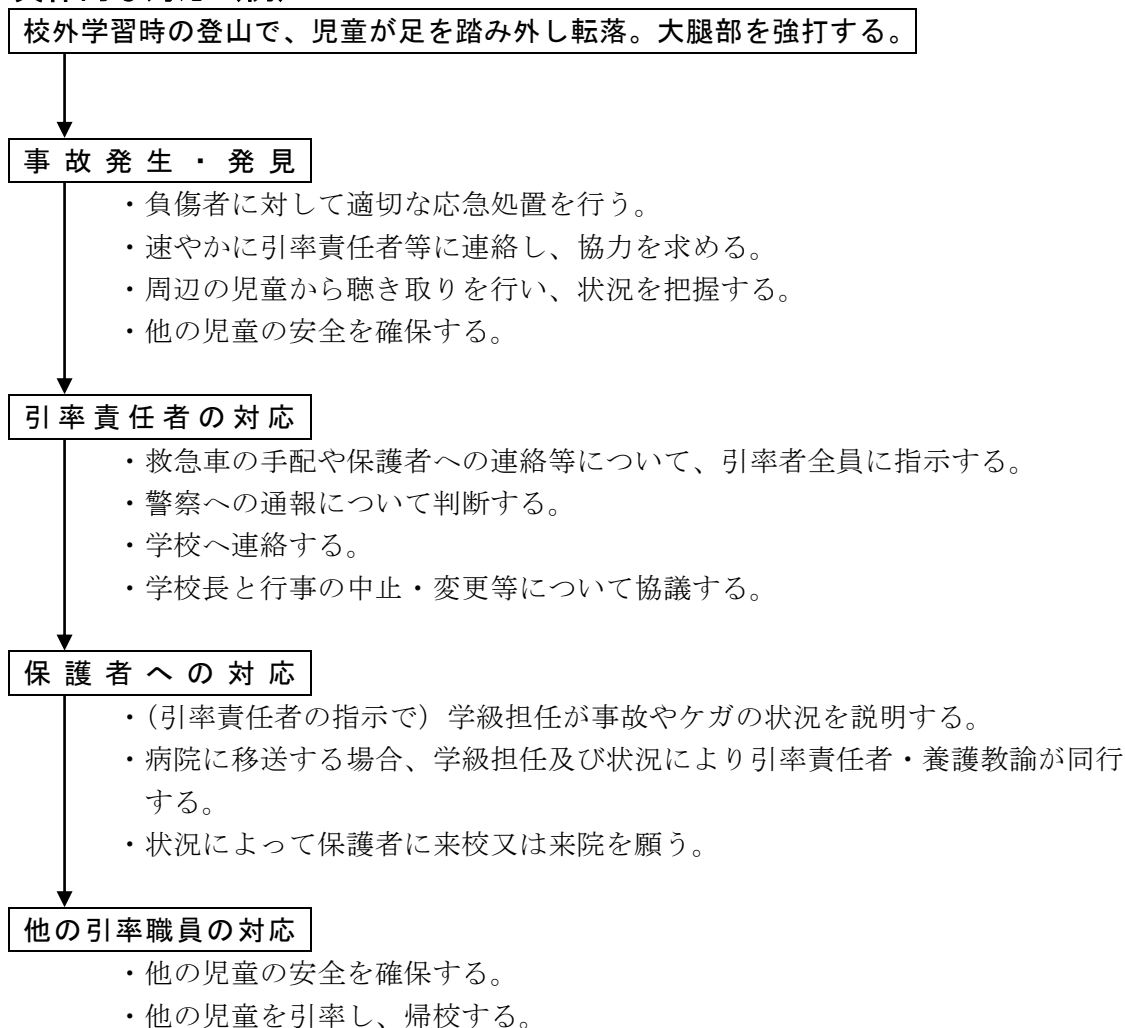 校外学習時の登山で、児童が足を踏み外し転落。大腿部を強打する。
事故発生・発見
・負傷者に対して適切な応急処置を行う。
・速やかに引率責任者等に連絡し、協力を求める。
・周辺の児童から聴き取りを行い、状況を把握する。
・他の児童の安全を確保する。
引率責任者の対応
・救急車の手配や保護者への連絡等について、引率者全員に指示する。
・警察への通報について判断する。
・学校へ連絡する。
・学校長と行事の中止・変更等について協議する。
保護者への対応
・(引率責任者の指示で)学級担任が事故やケガの状況を説明する。
・病院に移送する場合、学級担任及び状況により引率責任者・養護教諭が同行
する。
・状況によって保護者に来校又は来院を願う。
他の引率職員の対応
・他の児童の安全を確保する。
・他の児童を引率し、帰校する。